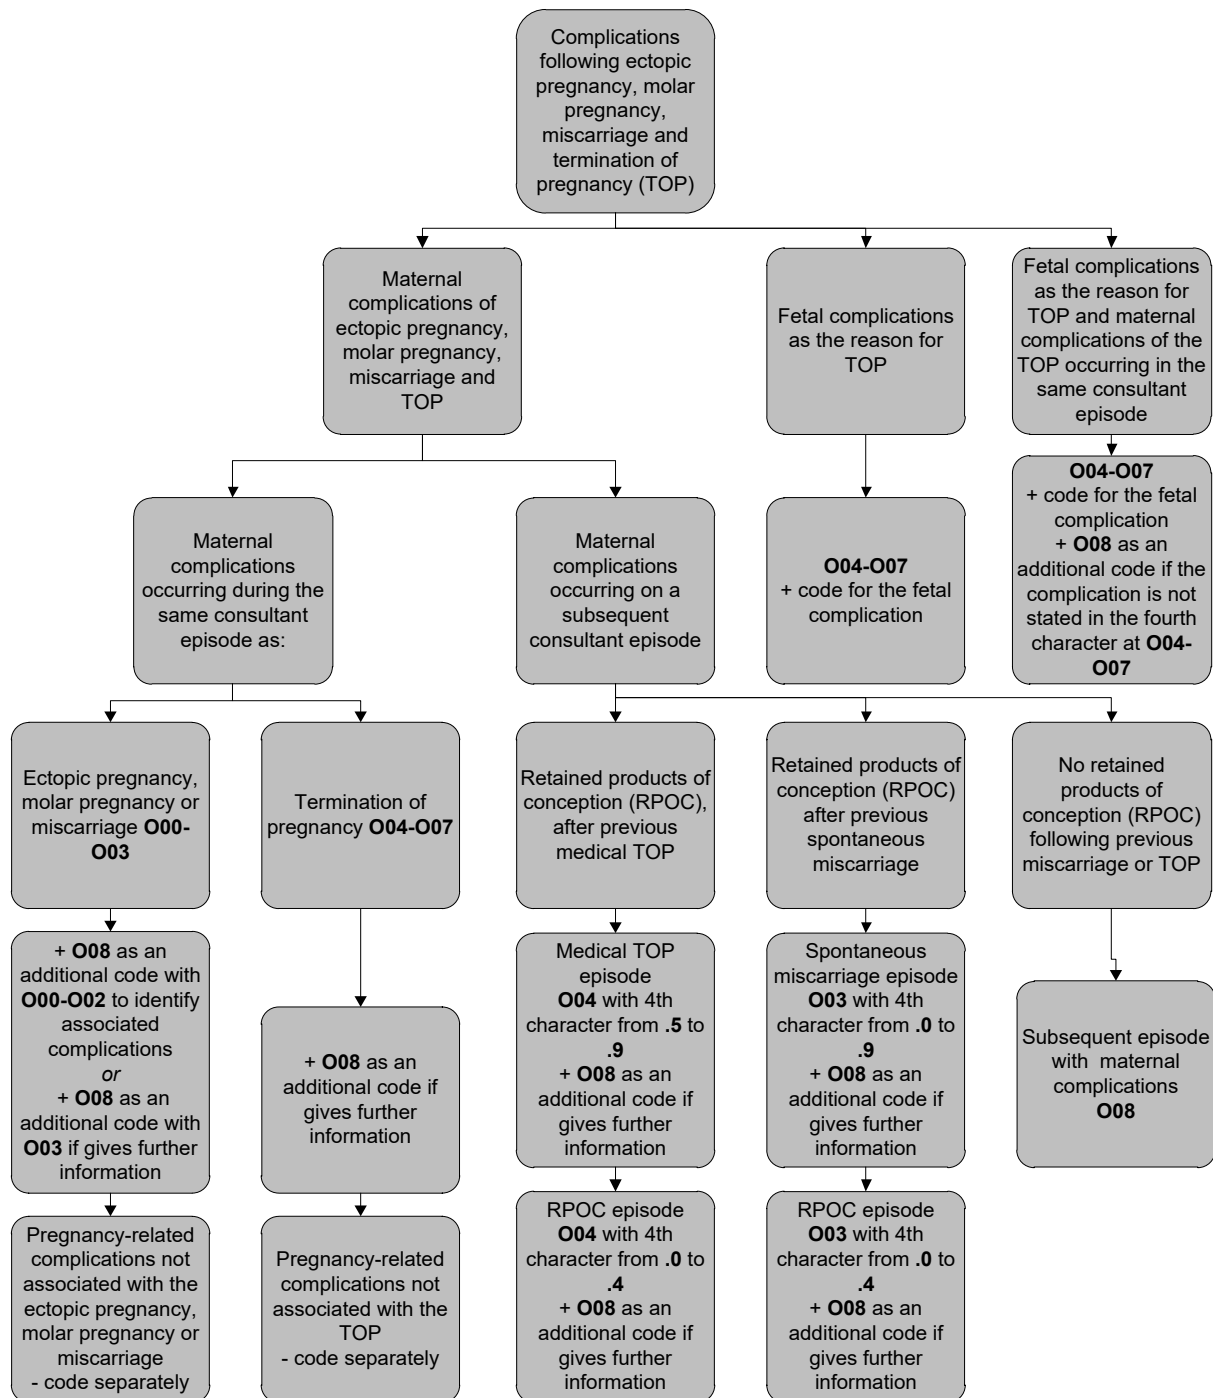 Complications
following ectopic
pregnancy, molar
pregnancy,
miscarriage and
termination of
pregnancy (TOP)
Maternal
complications of
ectopic pregnancy,
molar pregnancy,
miscarriage and
TOP
Fetal complications
as the reason for
TOP
Fetal complications
as the reason for
TOP and maternal
complications of the
TOP occurring in the
same consultant
episode
Maternal
complications
occurring during the
same consultant
episode as:
Maternal
complications
occurring on a
subsequent
consultant episode
O04-O07
+ code for the fetal
complication
O04-O07
+ code for the fetal
complication
+ O08 as an
additional code if the
complication is not
stated in the fourth
character at O04-
O07
Ectopic pregnancy,
molar pregnancy or
miscarriage O00-
O03
Termination of
pregnancy O04-O07
Retained products of
conception (RPOC),
after previous
medical TOP
Retained products of
conception (RPOC)
after previous
spontaneous
miscarriage
No retained
products of
conception (RPOC)
following previous
miscarriage or TOP
+ O08 as an
additional code with
O00-O02 to identify
associated
complications
or
+ O08 as an
additional code with
O03 if gives further
information
+ O08 as an
additional code if
gives further
information
Medical TOP
episode
O04 with 4th
character from .5 to
.9
+ O08 as an
additional code if
gives further
information
Spontaneous
miscarriage episode
O03 with 4th
character from .0 to
.9
+ O08 as an
additional code if
gives further
information
Subsequent episode
with maternal
complications
O08
Pregnancy-related
complications not
associated with the
ectopic pregnancy,
molar pregnancy or
miscarriage
- code separately
Pregnancy-related
complications not
associated with the
TOP
- code separately
RPOC episode
O04 with 4th
character from .0 to
.4
+ O08 as an
additional code if
gives further
information
RPOC episode
O03 with 4th
character from .0 to
.4
+ O08 as an
additional code if
gives further
information